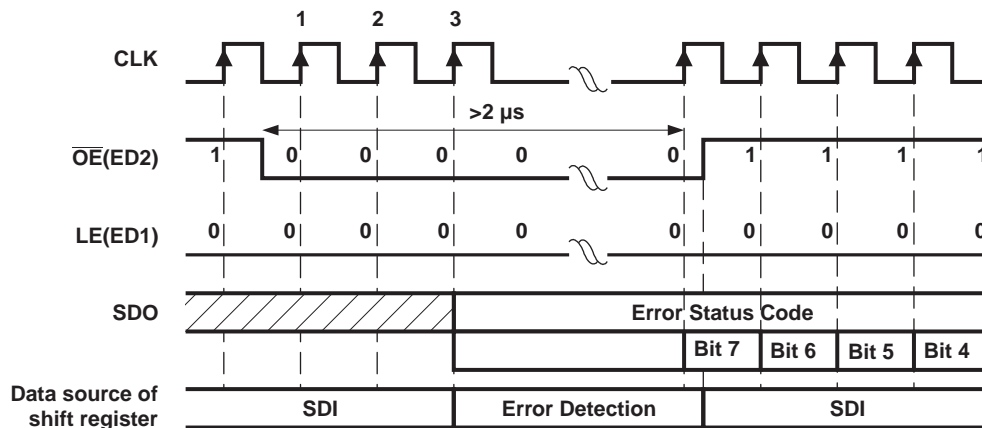 1 2 3
CLK
>2 µs
OE(ED2) 1 0 0 0 0 0 1 1 1 1
LE(ED1) 0 0 0 0 0 0 0 0 0 0
SDO Error Status Code
Bit 7 Bit 6 Bit 5 Bit 4
Data source of
shift register SDI Error Detection SDI